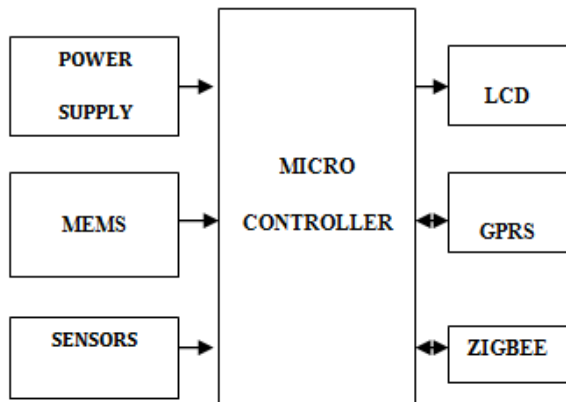 POWER
SUPPLY
MEMS
SENSORS
MICRO
CONTROLLER
LCD
GPRS
ZIGBEE